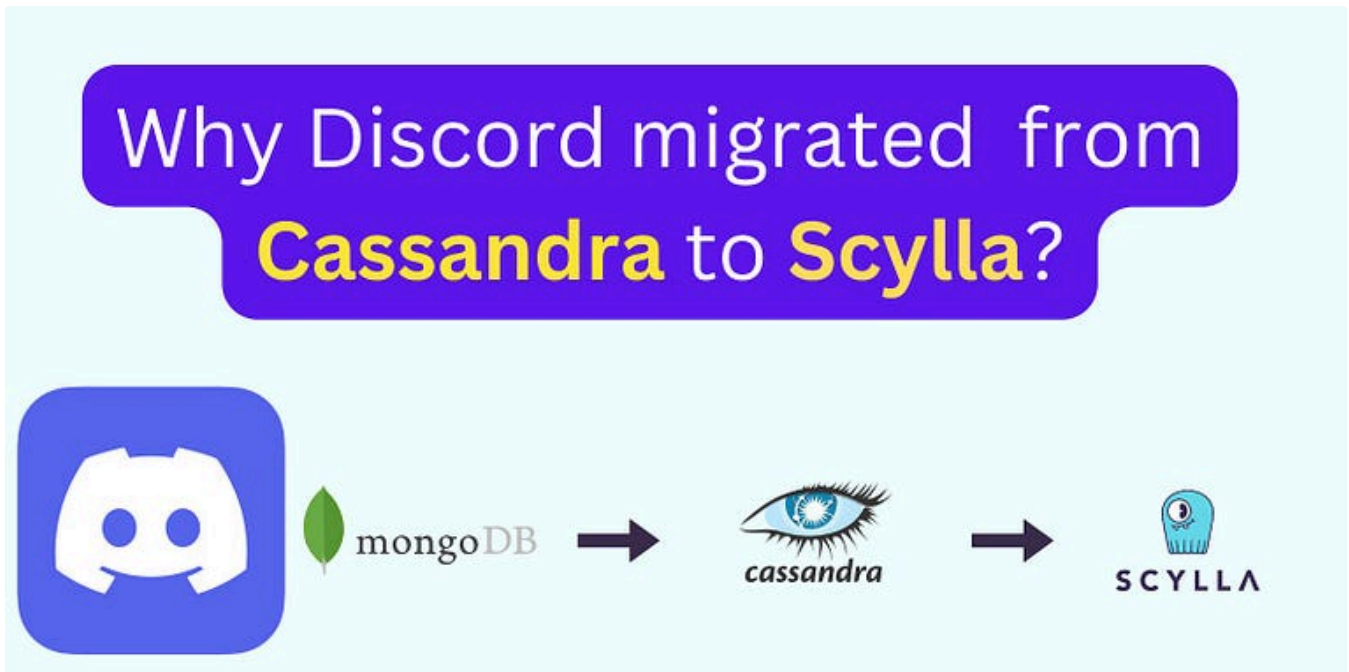 Why Discord migrated from
Cassandra to Scylla?
mongoDB
cassandra
SCYLLA